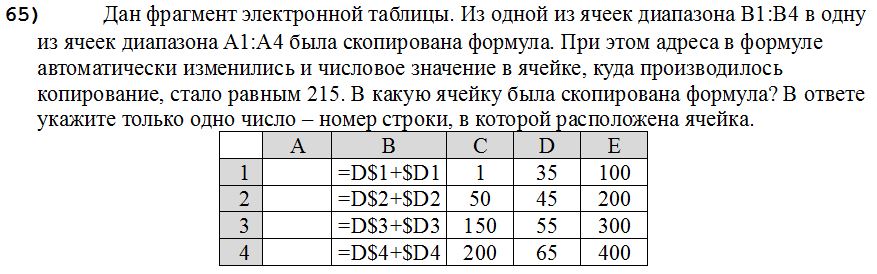 65) Дан фрагмент электронной таблицы. Из одной из ячеек диапазона B1:B4 в одну
из ячеек диапазона A1:A4 была скопирована формула. При этом адреса в формуле
автоматически изменились и числовое значение в ячейке, куда производилось
копирование, стало равным 215. В какую ячейку была скопирована формула? В ответе
укажите только одно число – номер строки, в которой расположена ячейка.
A B C D E
1 =D$1+$D1 1 35 100
2 =D$2+$D2 50 45 200
3 =D$3+$D3 150 55 300
4 =D$4+$D4 200 65 400